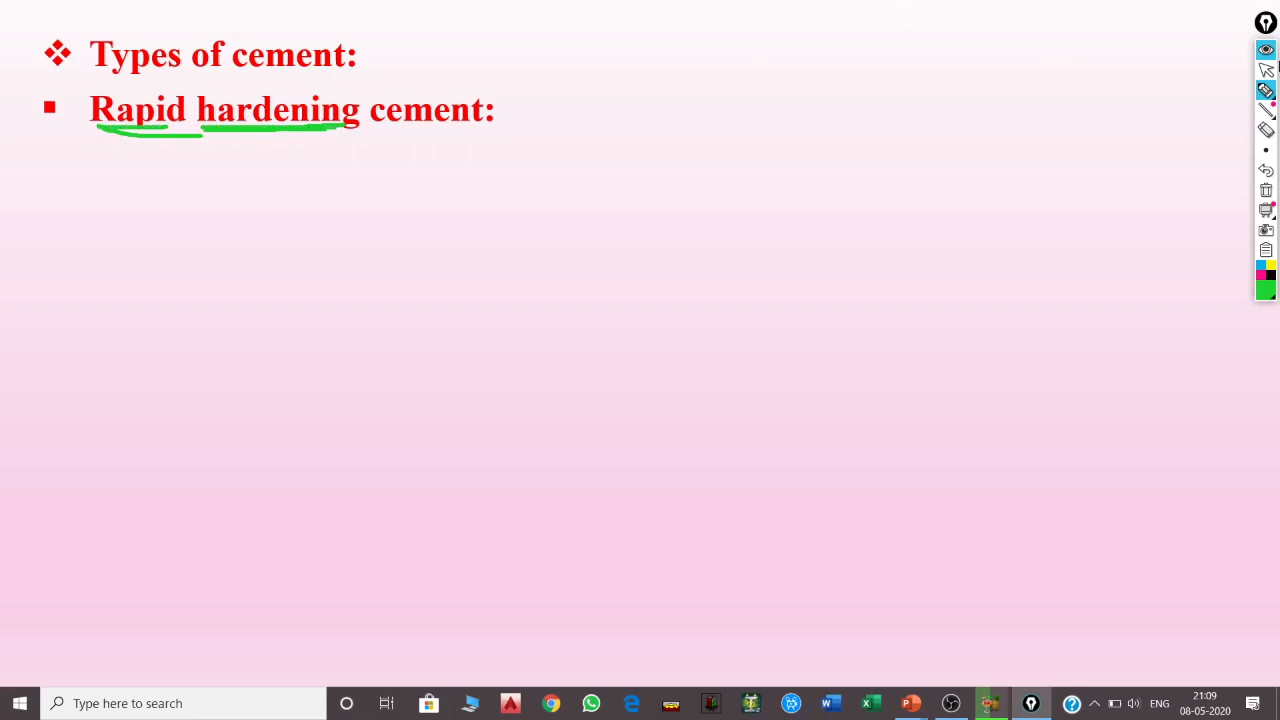 Types of cement:
Rapid hardening cement:
Type here to search
ENG
21:09
08-05-2020